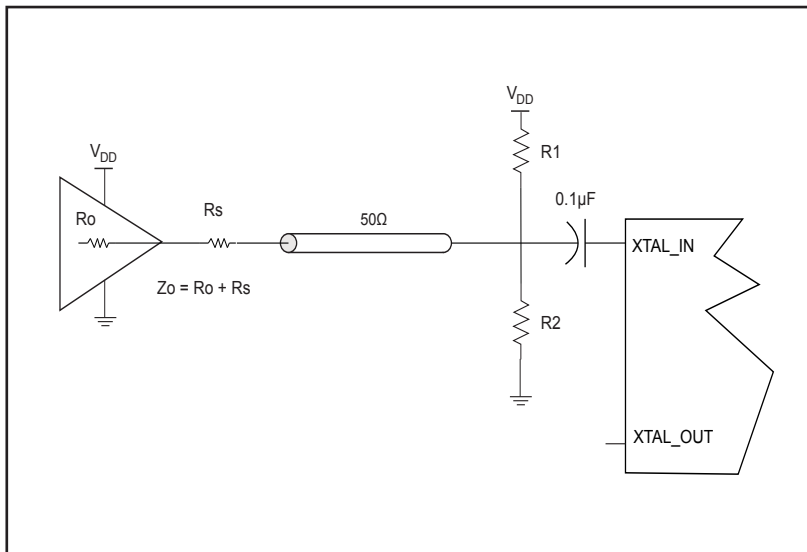 VDD
R1
VDD
0.1µF
Ro
Rs
50Ω
XTAL_IN
Zo = Ro + Rs
R2
XTAL_OUT